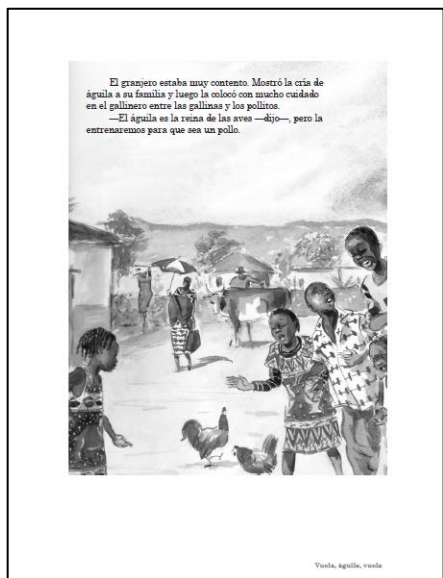 El granjero estaba muy contento. Mostró la cría de
águila a su familia y luego la colocó con mucho cuidado
en el gallinero entre las gallinas y los pollitos.
—El águila es la reina de las aves —dijo—, pero la
entrenaremos para que sea un pollo.
Vuela, águila, vuela